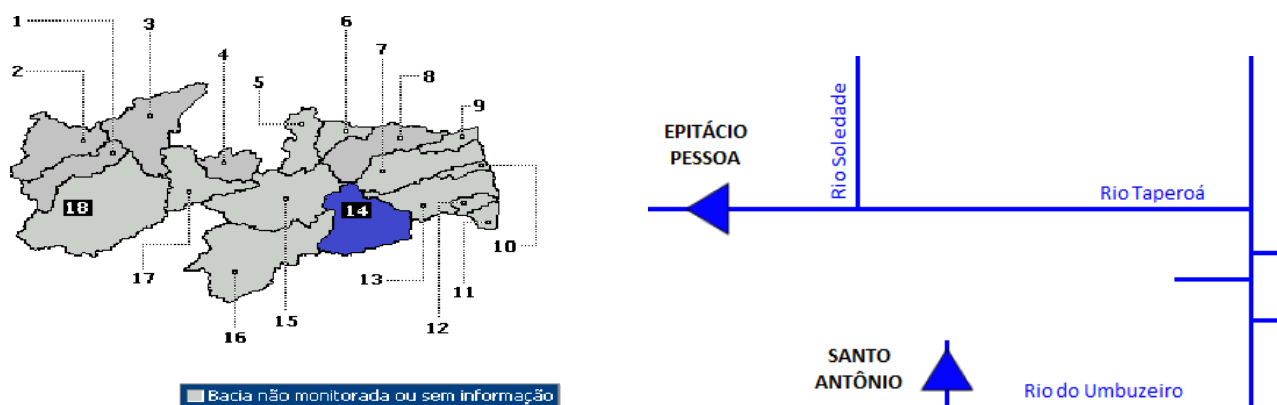 1
2
3
4
5
6
7
8
9
10
11
12
13
14
15
16
17
18
Bacia não monitorada ou sem informação
EPITÁCIO
PESSOA
Rio Soledade
Rio Taperoá
SANTO
ANTÔNIO
Rio do Umbuzeiro